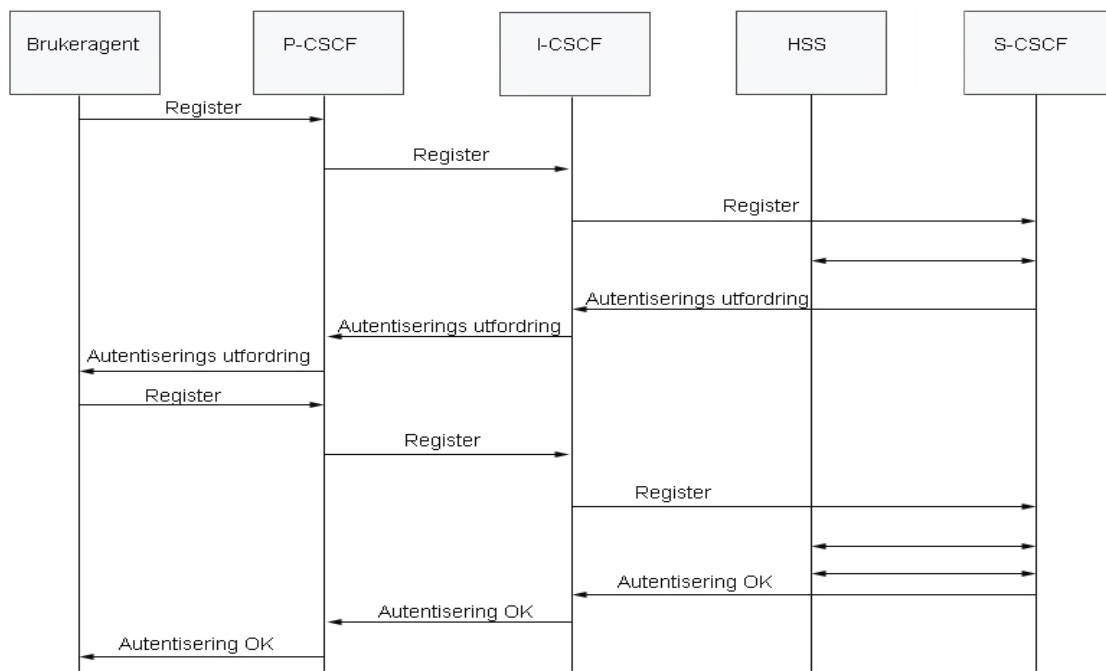 Brukeragent
P-CSCF
I-CSCF
HSS
S-CSCF
Register
Register
Register
Autentiserings utfordring
Autentiserings utfordring
Autentiserings utfordring
Register
Register
Register
Autentisering OK
Autentisering OK
Autentisering OK